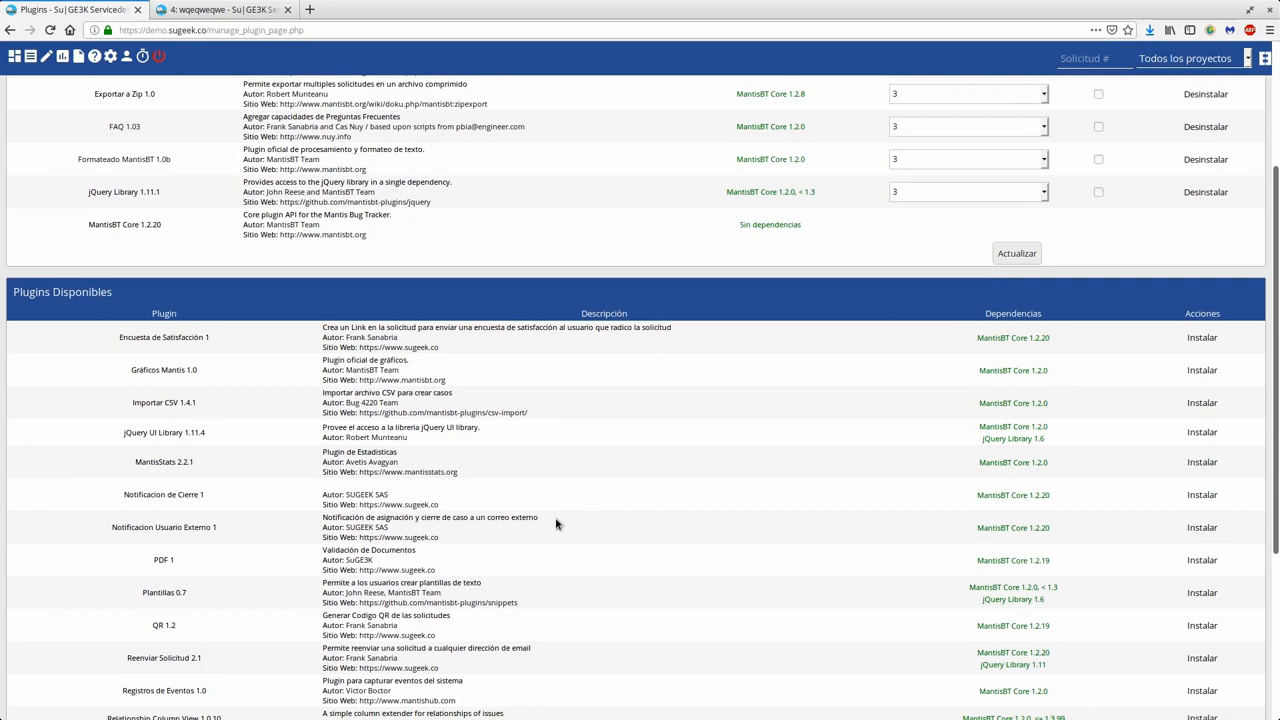 Plugins - Su|GE3K Servicedes
4: wqeqweqwe - Su|GE3K Ser
https://demo.sugeek.co/manage_plugin_page.php
ABP
Solicitud #
Todos los proyectos
Permite exportar multiples solicitudes en un archivo comprimido
Exportar a Zip 1.0
Autor: Robert Munteanu
MantisBT Core 1.2.8
3
Desinstalar
Sitio Web: http://www.mantisbt.org/wiki/doku.php/mantisbt:zipexport
Agregar capacidades de Preguntas Frecuentes
FAQ 1.03
Autor: Frank Sanabria and Cas Nuy / based upon scripts from pbia@engineer.com
MantisBT Core 1.2.0
3
Desinstalar
Sitio Web: http://www.nuy.info
Plugin oficial de procesamiento y formateo de texto.
Formateado MantisBT 1.0b
Autor: MantisBT Team
MantisBT Core 1.2.0
3
Desinstalar
Sitio Web: http://www.mantisbt.org
Provides access to the jQuery library in a single dependency.
jQuery Library 1.11.1
Autor: John Reese and MantisBT Team
MantisBT Core 1.2.0, < 1.3
3
Desinstalar
Sitio Web: https://github.com/mantisbt-plugins/jquery
Core plugin API for the Mantis Bug Tracker.
MantisBT Core 1.2.20
Autor: MantisBT Team
Sin dependencias
Sitio Web: http://www.mantisbt.org
Actualizar
Plugins Disponibles
Plugin
Descripción
Dependencias
Acciones
Crea un Link en la solicitud para enviar una encuesta de satisfacción al usuario que radico la solicitud
Encuesta de Satisfacción 1
Autor: Frank Sanabria
MantisBT Core 1.2.20
Instalar
Sitio Web: https://www.sugeek.co
Plugin oficial de gráficos.
Gráficos Mantis 1.0
Autor: MantisBT Team
MantisBT Core 1.2.0
Instalar
Sitio Web: http://www.mantisbt.org
Importar archivo CSV para crear casos
Importar CSV 1.4.1
Autor: Bug 4220 Team
MantisBT Core 1.2.0
Instalar
Sitio Web: https://github.com/mantisbt-plugins/csv-import/
jQuery UI Library 1.11.4
Provee el acceso a la libreria jQuery UI library.
Autor: Robert Munteanu
MantisBT Core 1.2.0
jQuery Library 1.6
Instalar
Plugin de Estadísticas
MantisStats 2.2.1
Autor: Avetis Avagyan
MantisBT Core 1.2.0
Instalar
Sitio Web: https://www.mantisstats.org
Notificacion de Cierre 1
Autor: SUGEEK SAS
MantisBT Core 1.2.20
Instalar
Sitio Web: https://www.sugeek.co
Notificación de asignación y cierre de caso a un correo externo
Notificacion Usuario Externo 1
Autor: SUGEEK SAS
MantisBT Core 1.2.20
Instalar
Sitio Web: https://www.sugeek.co
Validación de Documentos
PDF 1
Autor: SuGE3K
MantisBT Core 1.2.19
Instalar
Sitio Web: http://www.sugeek.co
Permite a los usuarios crear plantillas de texto
Plantillas 0.7
Autor: John Reese, MantisBT Team
MantisBT Core 1.2.0, < 1.3
jQuery Library 1.6
Instalar
Sitio Web: https://github.com/mantisbt-plugins/snippets
Generar Codigo QR de las solicitudes
QR 1.2
Autor: Frank Sanabria
MantisBT Core 1.2.19
Instalar
Sitio Web: http://www.sugeek.co
Permite reenviar una solicitud a cualquier dirección de email
Reenviar Solicitud 2.1
Autor: Frank Sanabria
MantisBT Core 1.2.20
jQuery Library 1.11
Instalar
Sitio Web: https://www.sugeek.co
Plugin para capturar eventos del sistema
Registros de Eventos 1.0
Autor: Victor Boctor
MantisBT Core 1.2.0
Instalar
Sitio Web: http://www.mantishub.com
A simple column extender for relationships of issues
Relationship Column View 1.0.10
MantisBT Core 1.2.0, <= 1.3.99